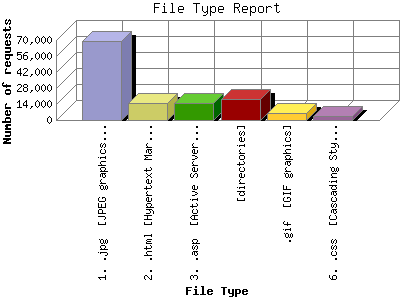 File Type Report
Number of requests
70,000
56,000
42,000
28,000
14,000
0
1. .jpg [JPEG graphics...
2. .html [Hypertext Mar...
3. .asp [Active Server...
[directories]
.gif [GIF graphics]
6. .css [Cascading Sty...
File Type